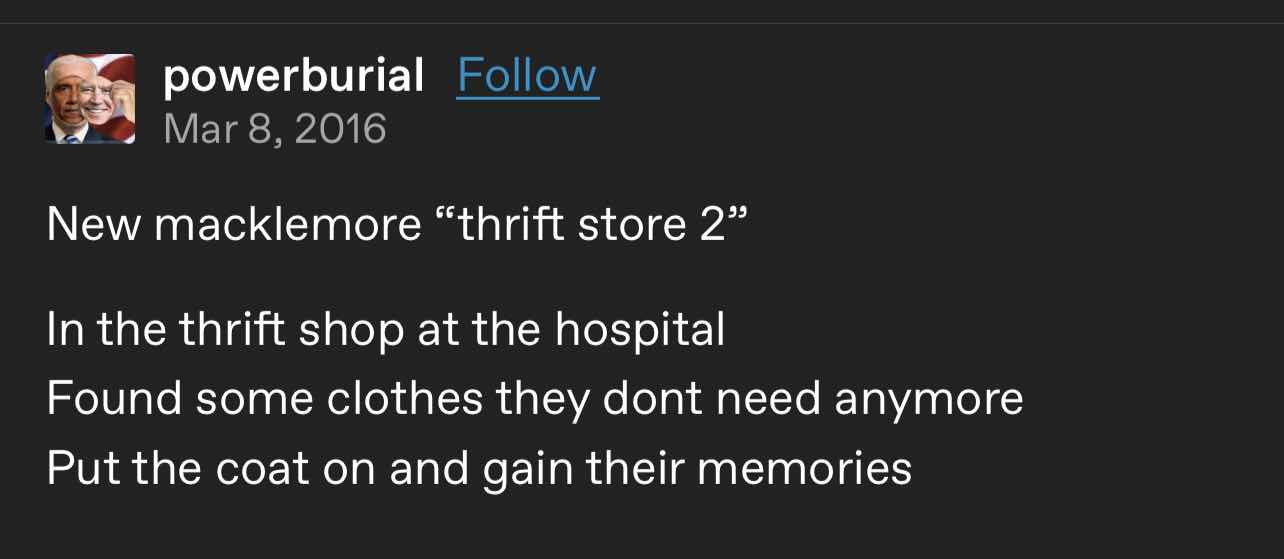 powerburial Follow
Mar 8, 2016
New macklemore “thrift store 2”
In the thrift shop at the hospital
Found some clothes they dont need anymore
Put the coat on and gain their memories